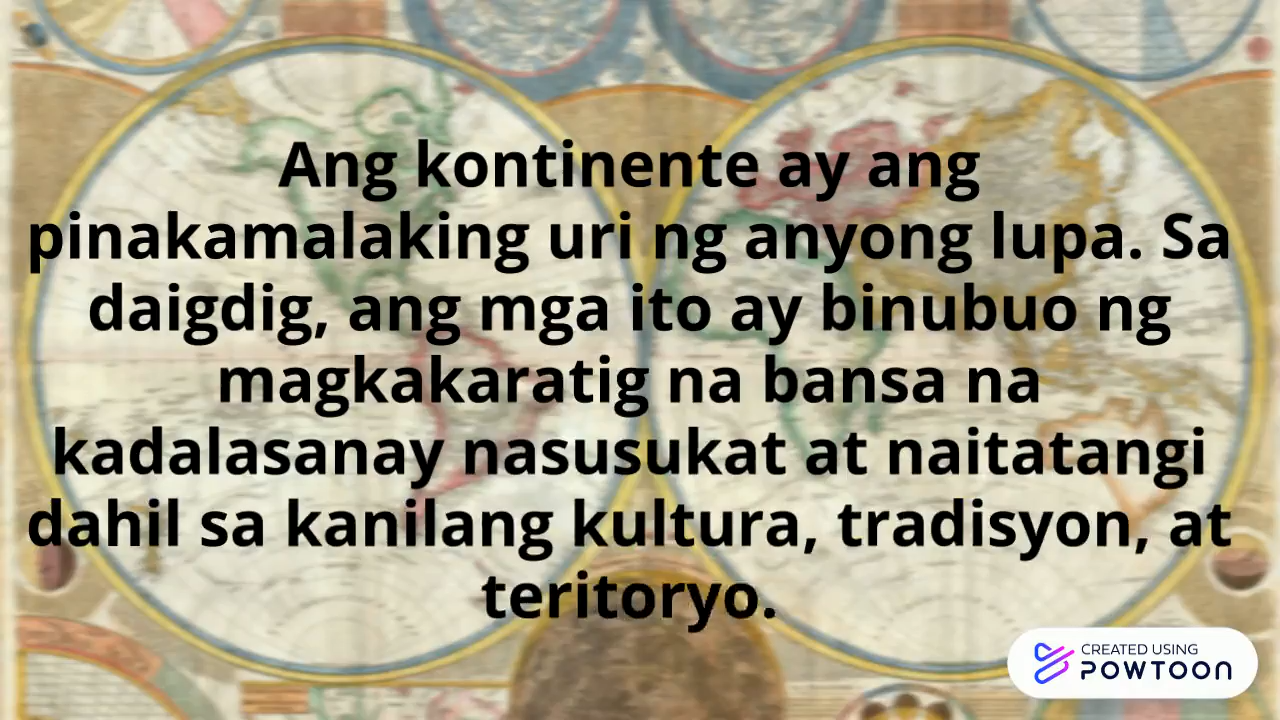 Ang kontinente ay ang
pinakamalaking uri ng anyong lupa. Sa
daigdig, ang mga ito ay binubuo ng
magkakaratig na bansa na
kadalasanay nasusukat at naitatangi
dahil sa kanilang kultura, tradisyon, at
teritoryo.
CREATED USING
POWTOON